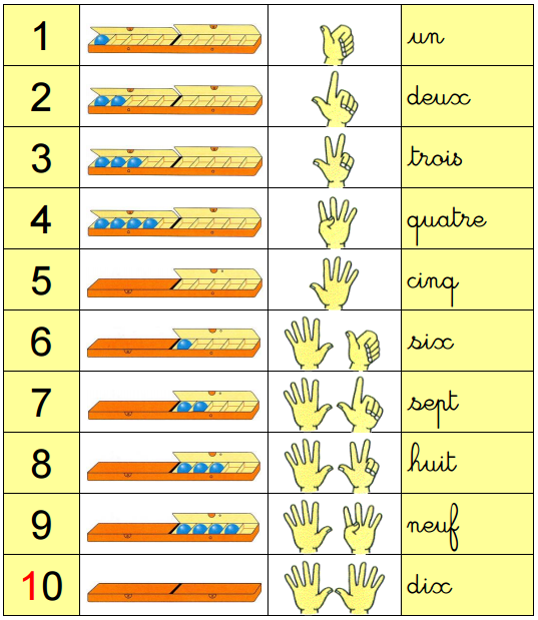 1 un
2 deux
3 trois
4 quatre
5 cinq
6 six
7 sept
8 huit
9 neuf
10 dix